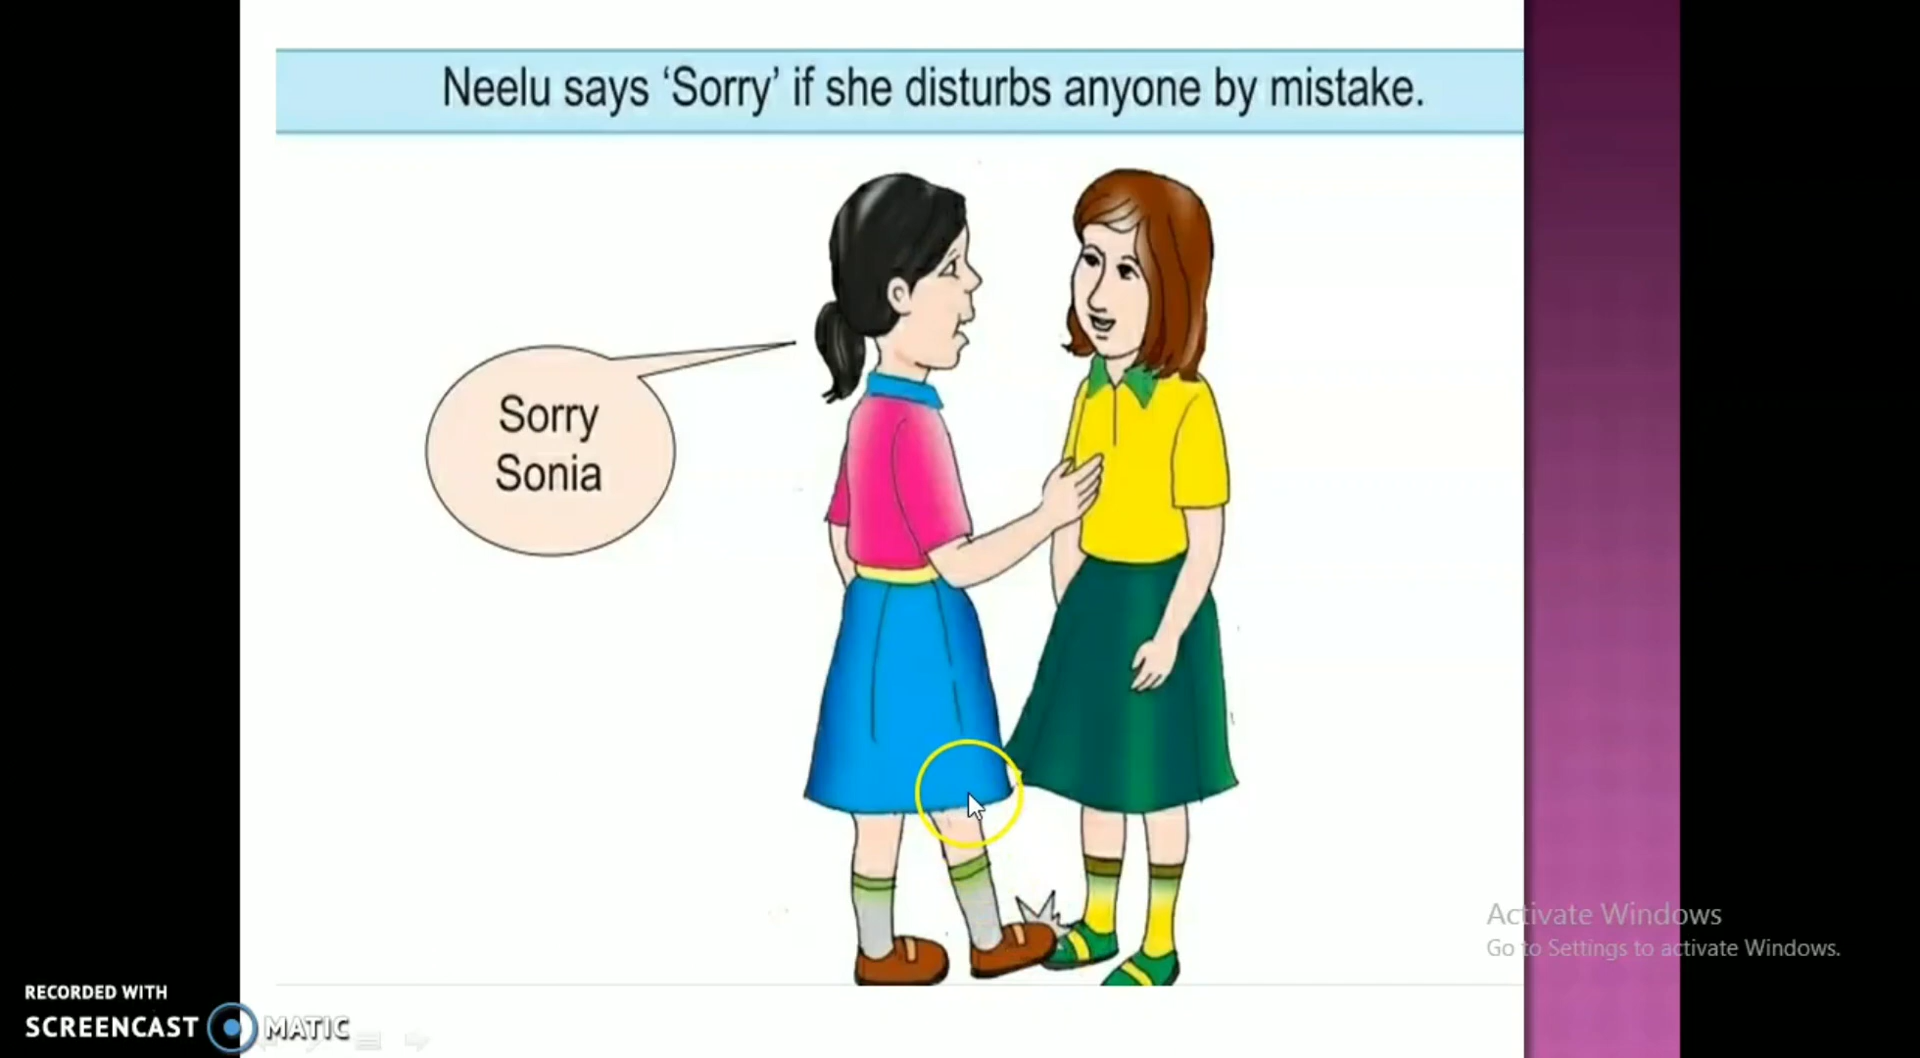 Neelu says ‘Sorry’ if she disturbs anyone by mistake.
Sorry
Sonia
Activate Windows
Go to Settings to activate Windows.
RECORDED WITH
SCREENCAST MATIC